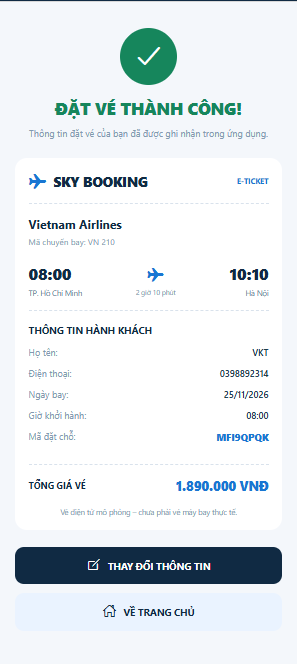 ĐẶT VÉ THÀNH CÔNG!
Thông tin đặt vé của bạn đã được ghi nhận trong ứng dụng.
SKY BOOKING E-TICKET
Vietnam Airlines
Mã chuyến bay: VN 210
08:00 10:10
TP. Hồ Chí Minh 2 giờ 10 phút Hà Nội
THÔNG TIN HÀNH KHÁCH
Họ tên: VKT
Điện thoại: 0398892314
Ngày bay: 25/11/2026
Giờ khởi hành: 08:00
Mã đặt chỗ: MFI9QPQK
TỔNG GIÁ VÉ 1.890.000 VNĐ
Vé điện tử mô phỏng – chưa phải vé máy bay thực tế.
THAY ĐỔI THÔNG TIN
VỀ TRANG CHỦ